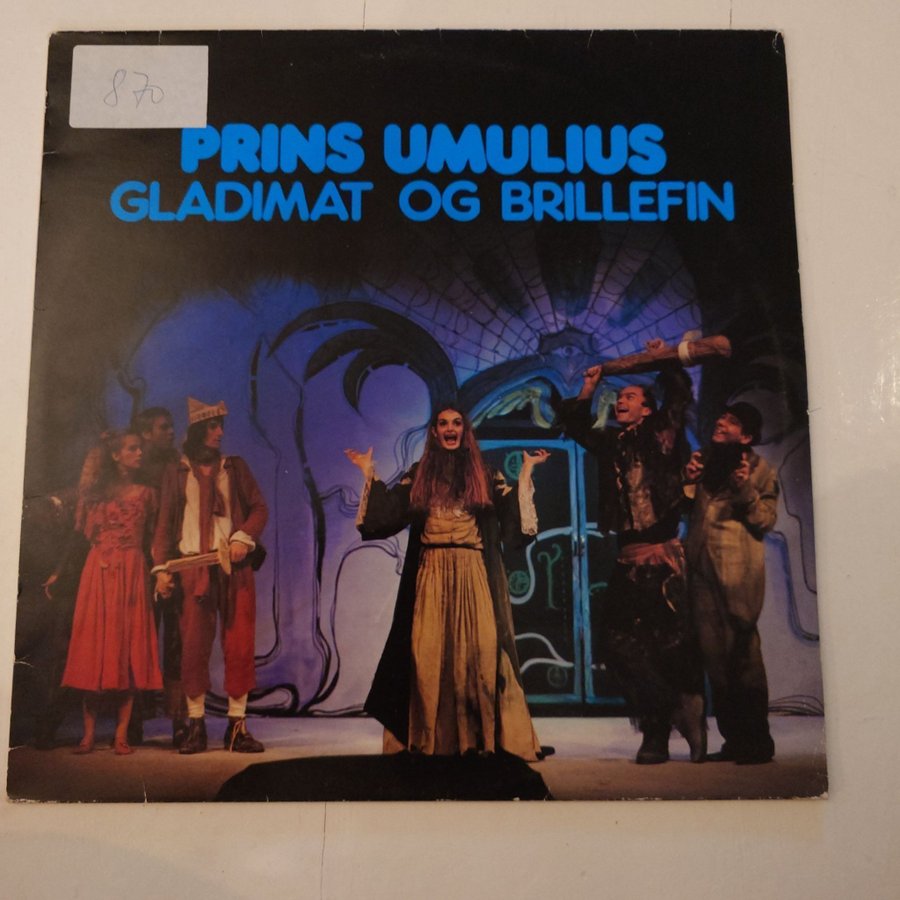 870
PRINS UMULIUS
GLADIMAT OG BRILLEFIN